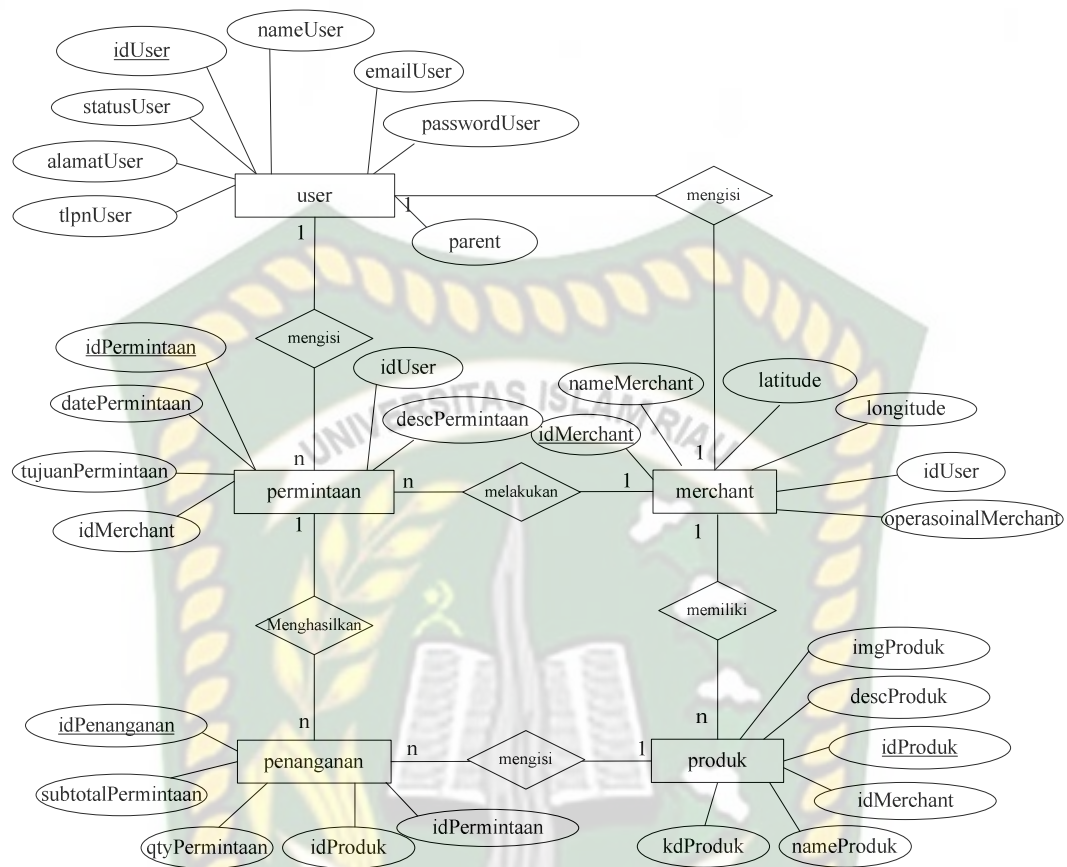 nameUser
idUser
emailUser
statusUser
passwordUser
alamatUser
user
1
mengisi
tlpnUser
1
parent
mengisi
idPermintaan
idUser
nameMerchant
latitude
datePermintaan
descPermintaan
longitude
UNIVERSITAS ISLAM RIAU
idMerchant
n
1
tujuanPermintaan
idUser
permintaan
n
melakukan
1
merchant
operasoinalMerchant
idMerchant
1
1
Menghasilkan
memiliki
imgProduk
descProduk
idPenanganan
n
n
idProduk
penanganan
n
mengisi
1
produk
subtotalPermintaan
idMerchant
idPermintaan
qtyPermintaan
idProduk
kdProduk
nameProduk